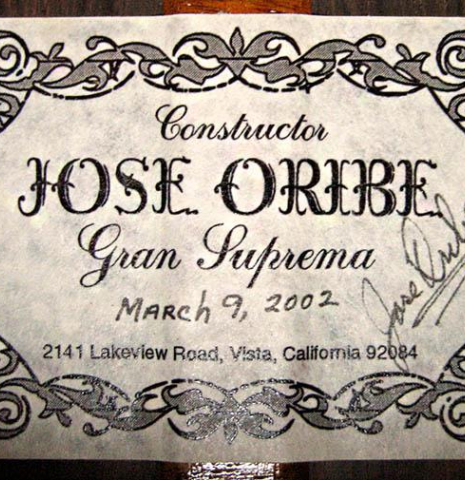 Constructor
JOSE ORIBE
Gran Suprema
March 9, 2002
Jose Oribe
2141 Lakeview Road, Vista, California 92084